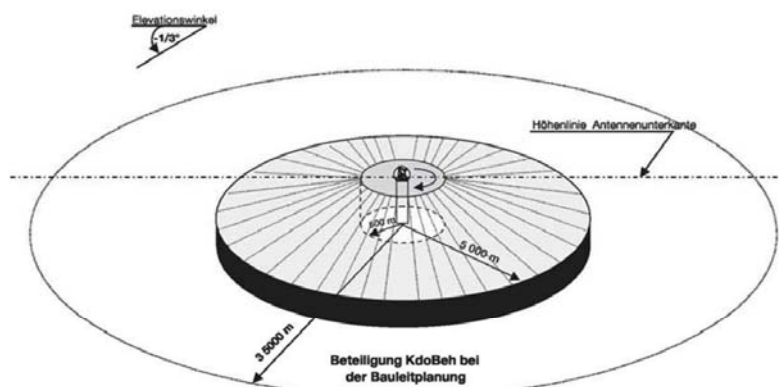 Elevationswinkel
-1/3°
Höhenlinie Antennenunterkante
500 m
5 000 m
3 5000 m
Beteiligung KdoBeh bei
der Bauleitplanung